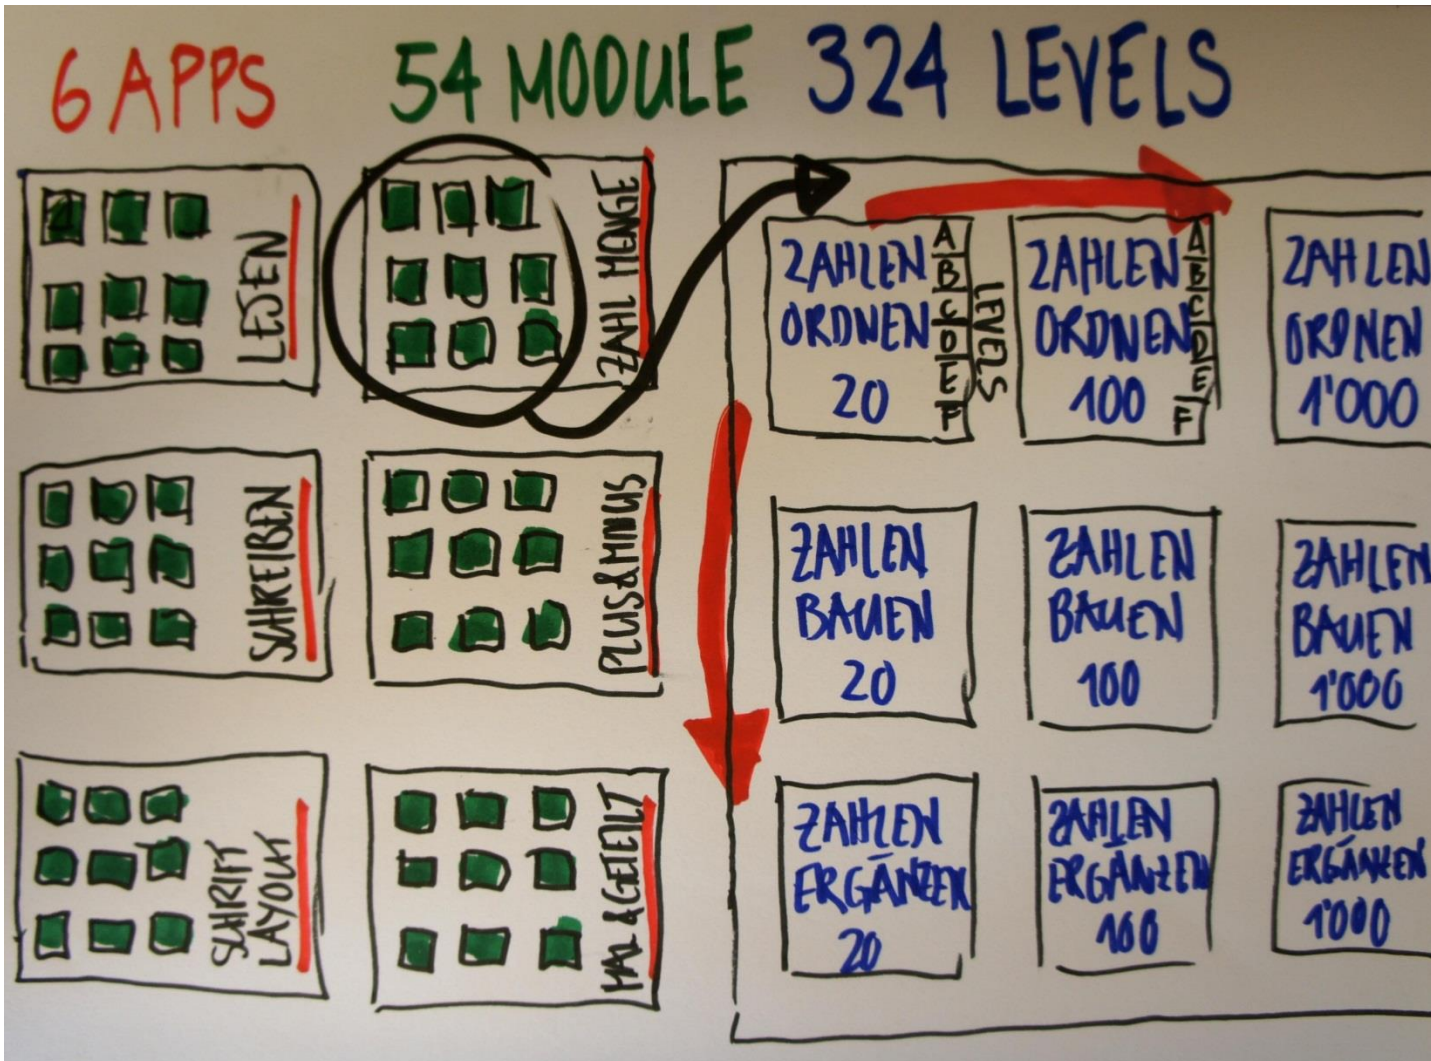 6 APPS 54 MODULE 324 LEVELS
LESEN
ZAHL MENGE
SCHREIBEN
PLUS & MINUS
SCHRIFT
LAYOUT
MAL & GETEILT
ZAHLEN
ORDNEN
20
A
B
C
D
E
F
LEVELS
ZAHLEN
ORDNEN
100
A
B
C
D
E
F
ZAHLEN
ORDNEN
1'000
ZAHLEN
BAUEN
20
ZAHLEN
BAUEN
100
ZAHLEN
BAUEN
1'000
ZAHLEN
ERGÄNZEN
20
ZAHLEN
ERGÄNZEN
100
ZAHLEN
ERGÄNZEN
1'000